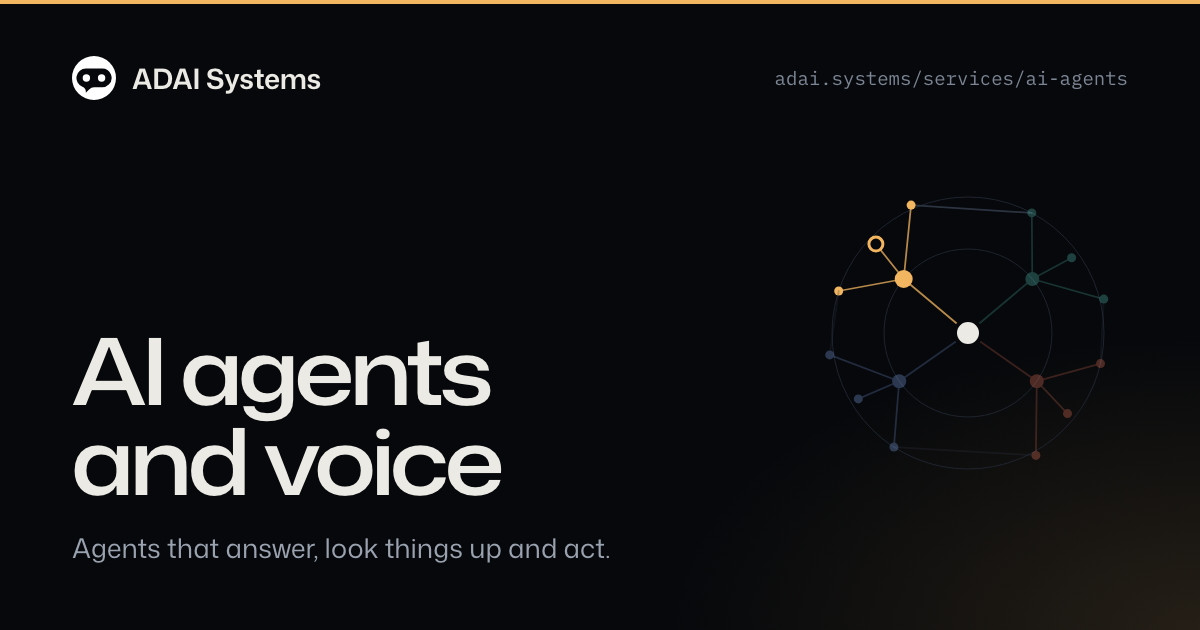 ADAI Systems
adai.systems/services/ai-agents
AI agents
and voice
Agents that answer, look things up and act.